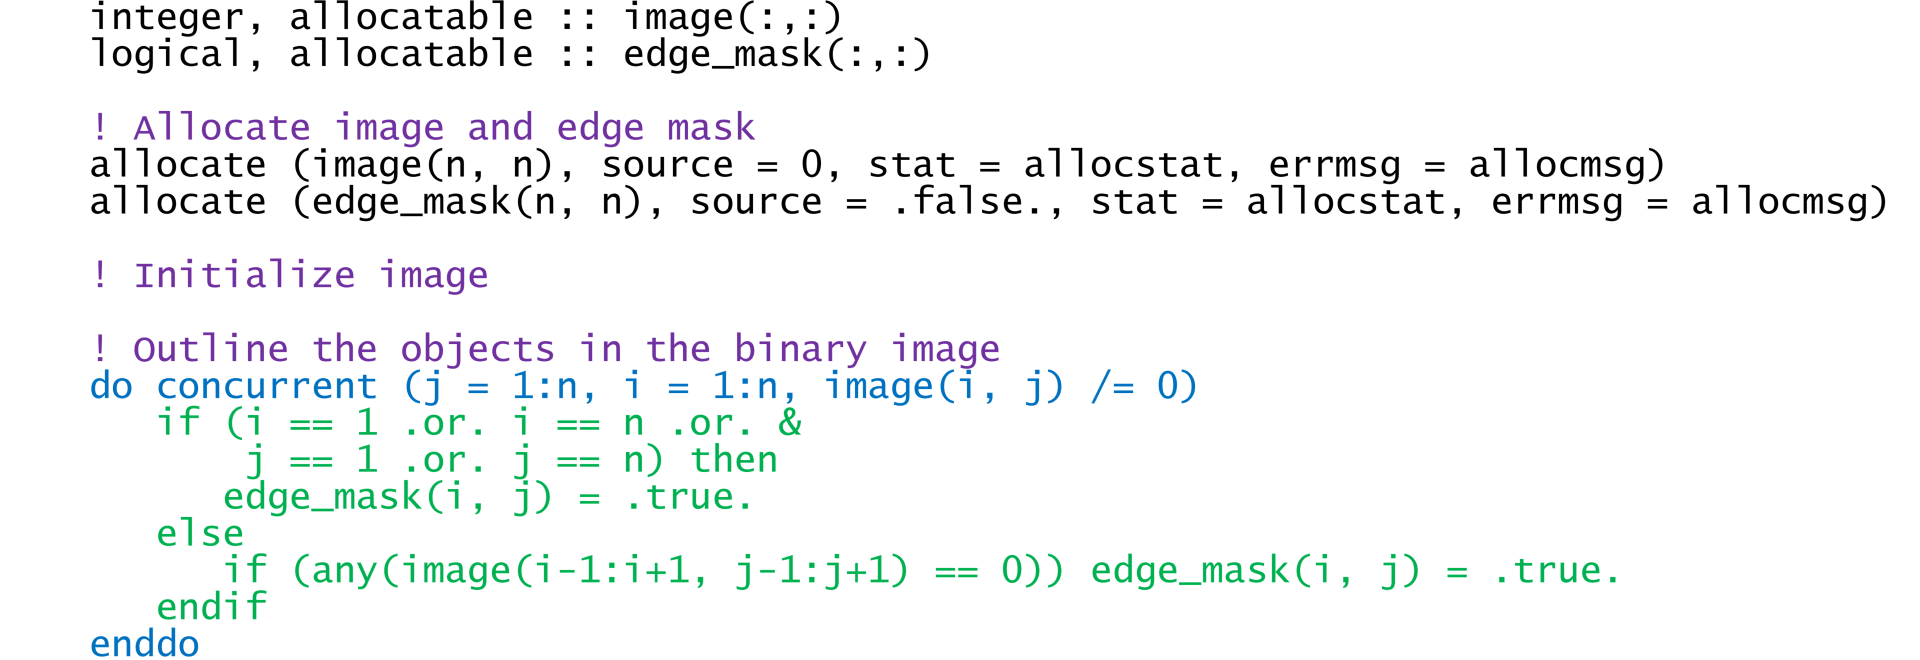 integer, allocatable :: image(:,:)
logical, allocatable :: edge_mask(:,:)

! Allocate image and edge mask
allocate (image(n, n), source = 0, stat = allocstat, errmsg = allocmsg)
allocate (edge_mask(n, n), source = .false., stat = allocstat, errmsg = allocmsg)

! Initialize image

! Outline the objects in the binary image
do concurrent (j = 1:n, i = 1:n, image(i, j) /= 0)
   if (i == 1 .or. i == n .or. &
       j == 1 .or. j == n) then
      edge_mask(i, j) = .true.
   else
      if (any(image(i-1:i+1, j-1:j+1) == 0)) edge_mask(i, j) = .true.
   endif
enddo